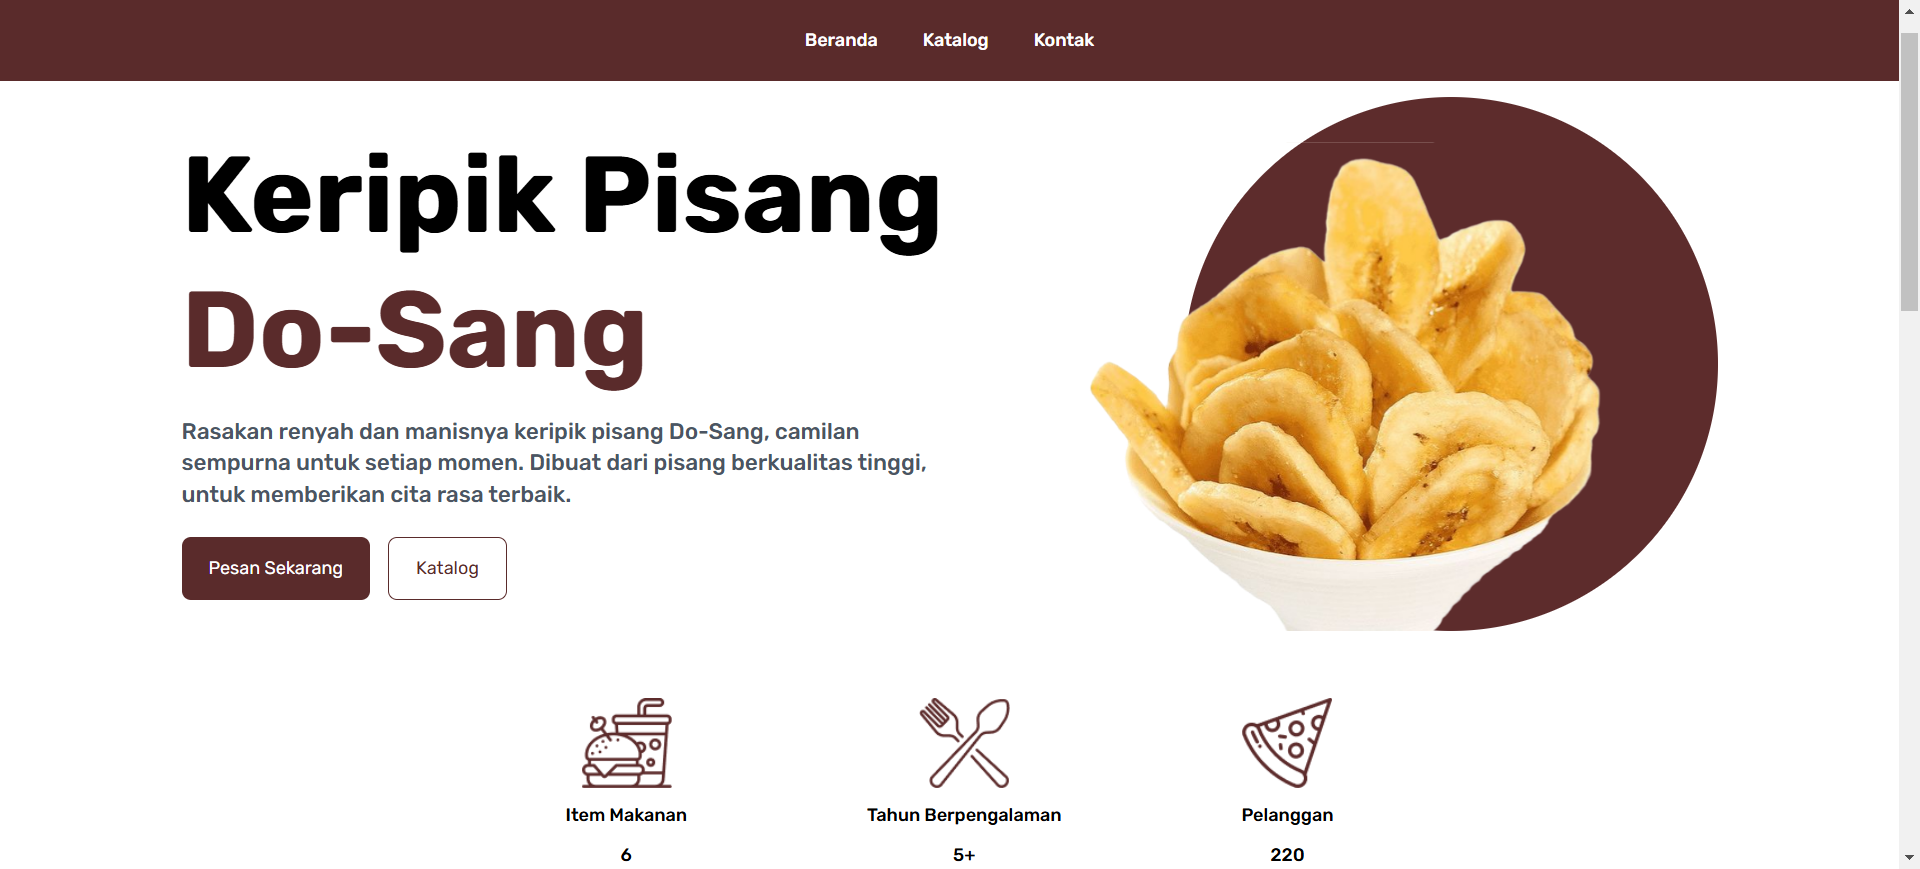 Beranda Katalog Kontak
Keripik Pisang
Do-Sang
Rasakan renyah dan manisnya keripik pisang Do-Sang, camilan
sempurna untuk setiap momen. Dibuat dari pisang berkualitas tinggi,
untuk memberikan cita rasa terbaik.
Pesan Sekarang Katalog
Item Makanan
6
Tahun Berpengalaman
5+
Pelanggan
220